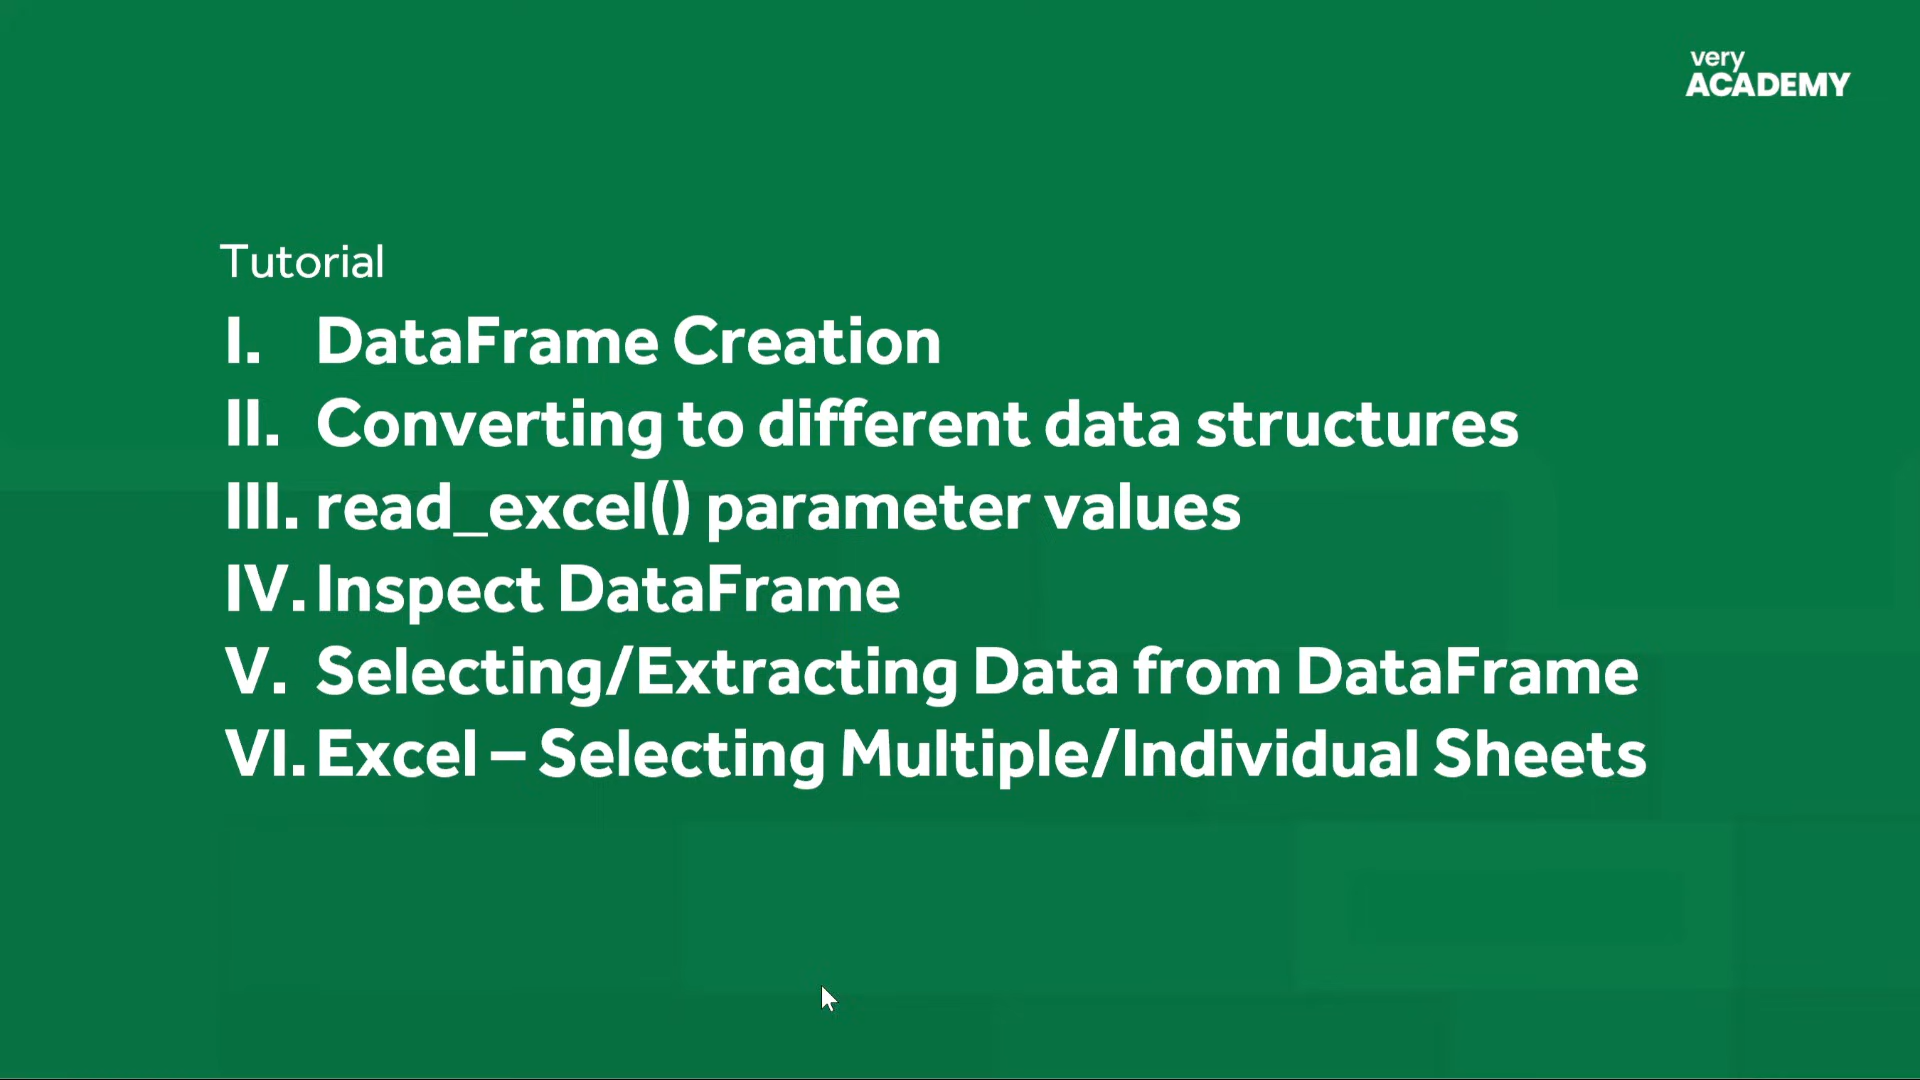 very
ACADEMY
Tutorial
I. DataFrame Creation
II. Converting to different data structures
III. read_excel() parameter values
IV. Inspect DataFrame
V. Selecting/Extracting Data from DataFrame
VI. Excel – Selecting Multiple/Individual Sheets